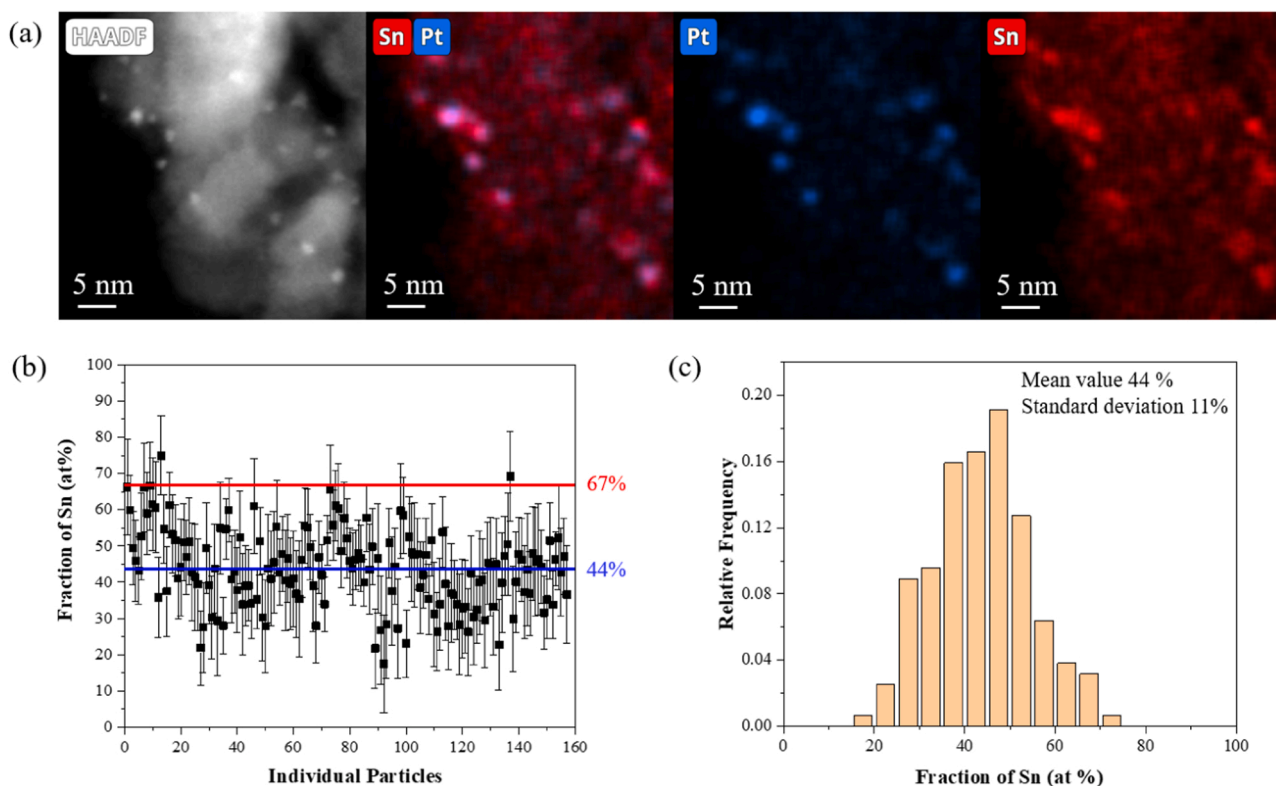 (a)
HAADF
Sn Pt
Pt
Sn
5 nm
5 nm
5 nm
5 nm
(b)
Fraction of Sn (at%)
100
90
80
70
60
50
40
30
20
10
0
67%
44%
0 20 40 60 80 100 120 140 160
Individual Particles
(c)
Mean value 44 %
Standard deviation 11%
Relative Frequency
0.20
0.16
0.12
0.08
0.04
0.00
0 20 40 60 80 100
Fraction of Sn (at %)